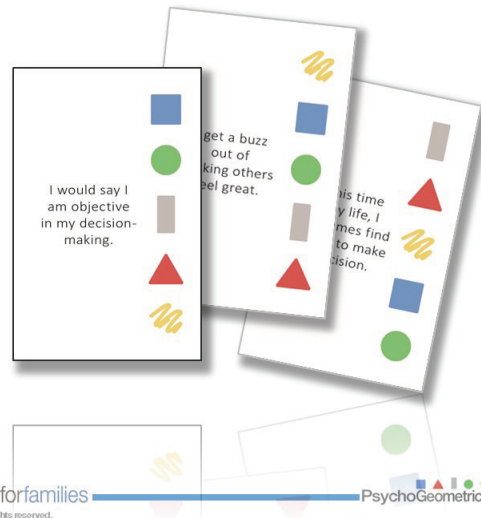 I would say I
am objective
in my decision-
making.
get a buzz
out of
king others
eel great.
his time
y life, I
mes find
to make
cision.
forfamilies
PsychoGeometric
hts reserved.